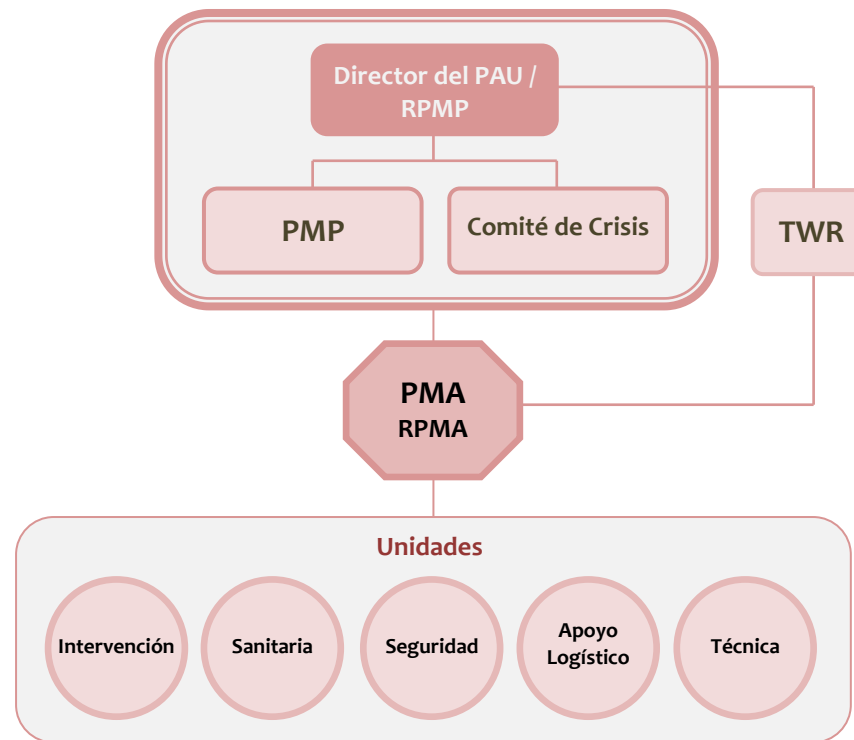 Director del PAU /
RPMP
PMP
Comité de Crisis
TWR
PMA
RPMA
Unidades
Intervención
Sanitaria
Seguridad
Apoyo
Logístico
Técnica